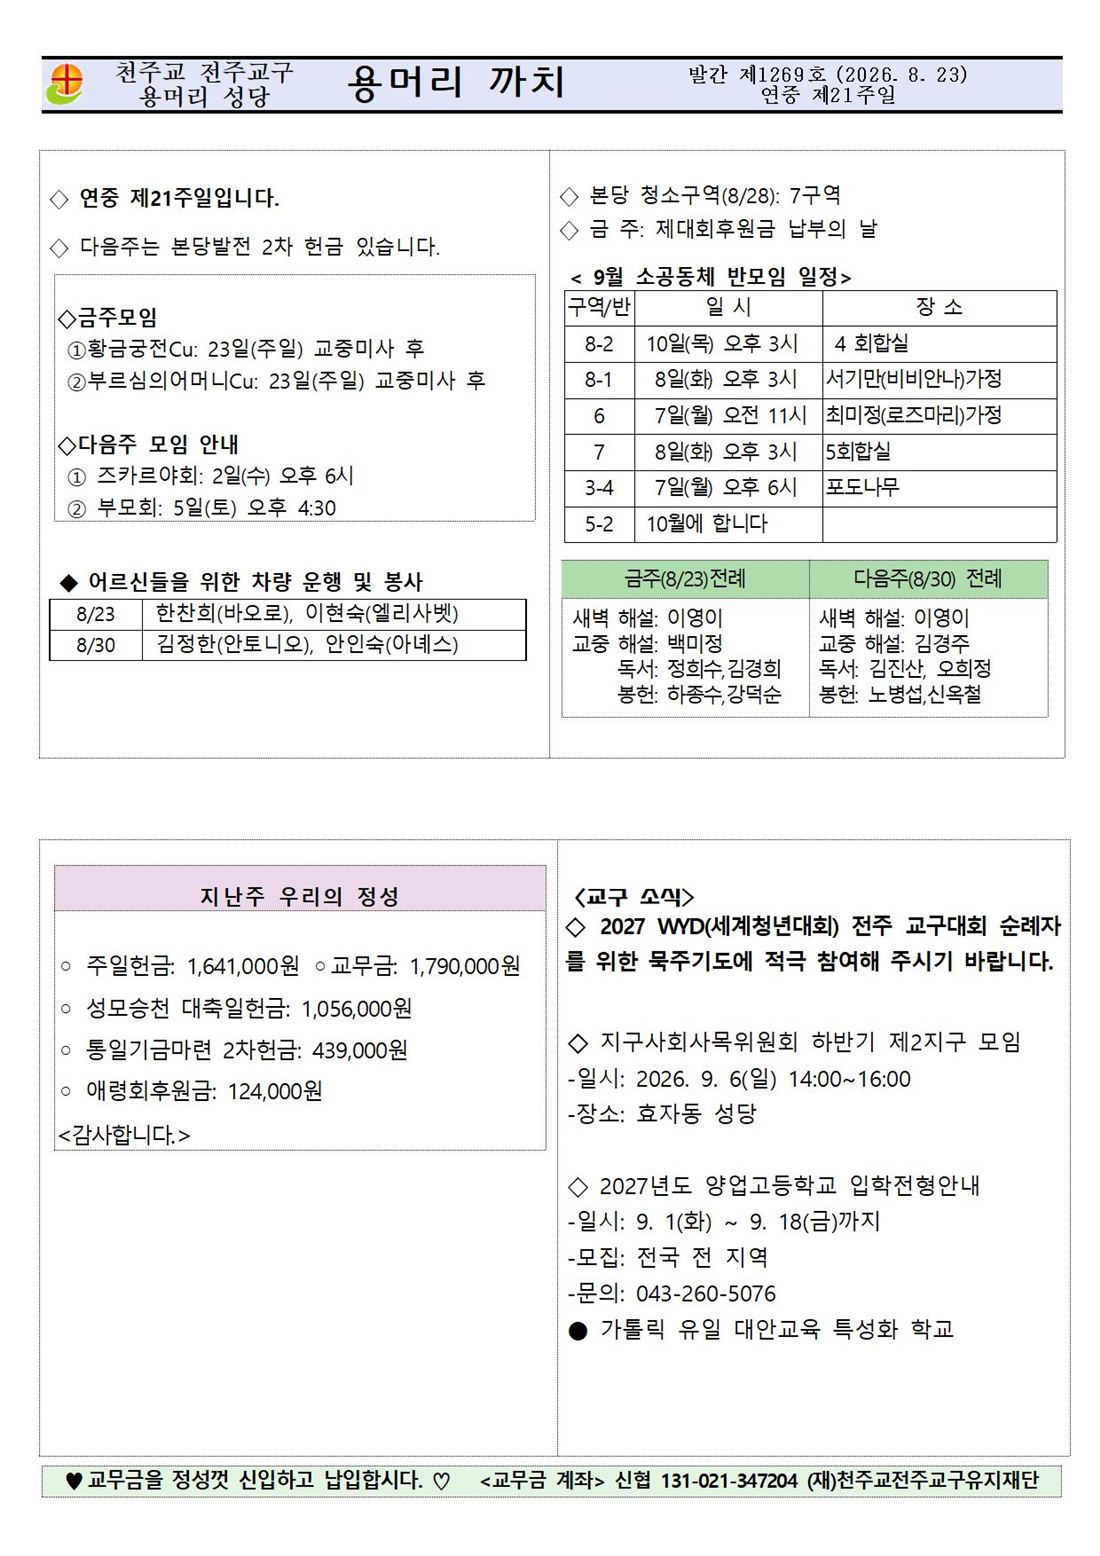 천주교 전주교구
용머리 성당
용머리 까치
발간 제1269호 (2026. 8. 23)
연중 제21주일
◇ 연중 제21주일입니다.
◇ 다음주는 본당발전 2차 헌금 있습니다.
◇금주모임
①황금궁전Cu: 23일(주일) 교중미사 후
②부르심의어머니Cu: 23일(주일) 교중미사 후
◇다음주 모임 안내
① 즈카르야회: 2일(수) 오후 6시
② 부모회: 5일(토) 오후 4:30
◆ 어르신들을 위한 차량 운행 및 봉사
8/23 한찬희(바오로), 이현숙(엘리사벳)
8/30 김정한(안토니오), 안인숙(아녜스)
◇ 본당 청소구역(8/28): 7구역
◇ 금 주: 제대회후원금 납부의 날
< 9월 소공동체 반모임 일정>
구역/반 일 시 장 소
8-2 10일(목) 오후 3시 4 회합실
8-1 8일(화) 오후 3시 서기만(비비안나)가정
6 7일(월) 오전 11시 최미정(로즈마리)가정
7 8일(화) 오후 3시 5회합실
3-4 7일(월) 오후 6시 포도나무
5-2 10월에 합니다
금주(8/23)전례 다음주(8/30) 전례
새벽 해설: 이영이 새벽 해설: 이영이
교중 해설: 백미정 교중 해설: 김경주
독서: 정희수,김경희 독서: 김진산, 오희정
봉헌: 하종수,강덕순 봉헌: 노병섭,신옥철
지난주 우리의 정성
○ 주일헌금: 1,641,000원 ○교무금: 1,790,000원
○ 성모승천 대축일헌금: 1,056,000원
○ 통일기금마련 2차헌금: 439,000원
○ 애령회후원금: 124,000원
<감사합니다.>
<교구 소식>
◇ 2027 WYD(세계청년대회) 전주 교구대회 순례자
를 위한 묵주기도에 적극 참여해 주시기 바랍니다.
◇ 지구사회사목위원회 하반기 제2지구 모임
-일시: 2026. 9. 6(일) 14:00~16:00
-장소: 효자동 성당
◇ 2027년도 양업고등학교 입학전형안내
-일시: 9. 1(화) ~ 9. 18(금)까지
-모집: 전국 전 지역
-문의: 043-260-5076
● 가톨릭 유일 대안교육 특성화 학교
♥교무금을 정성껏 신입하고 납입합시다. ♡ <교무금 계좌> 신협 131-021-347204 (재)천주교전주교구유지재단